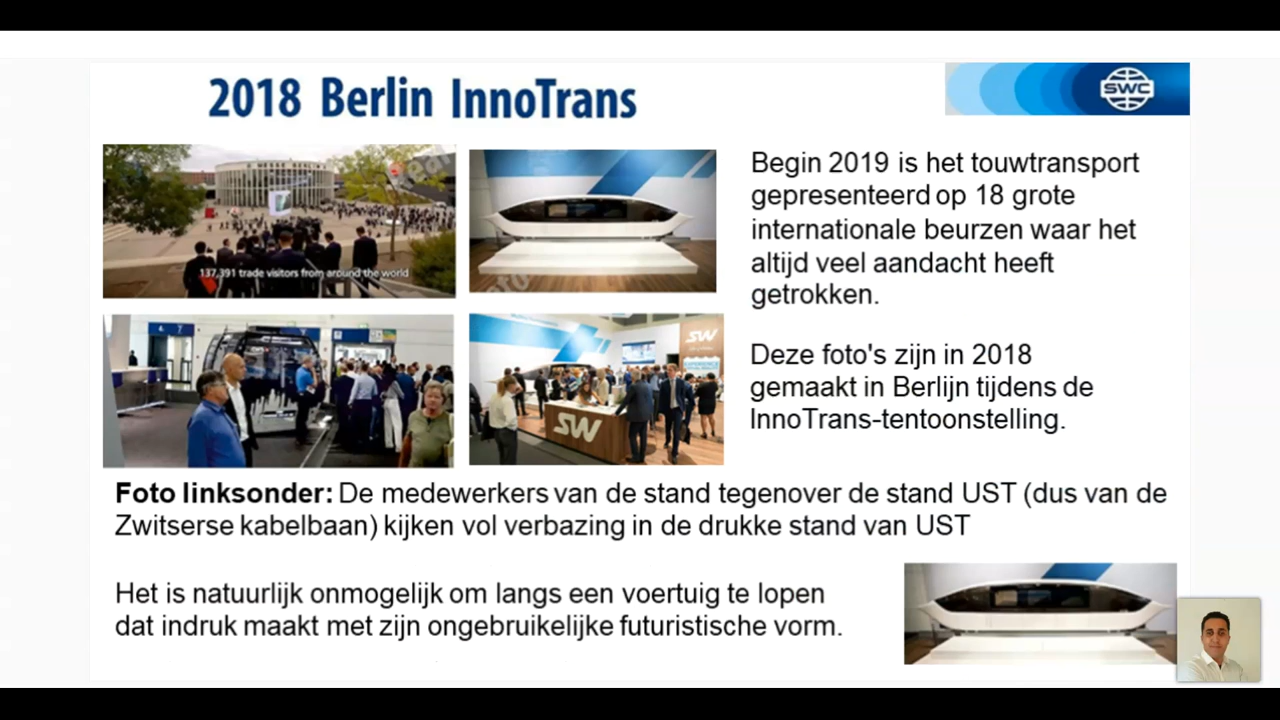 2018 Berlin InnoTrans
SWC
MESSE BERLIN
137,391 trade visitors from around the world
Begin 2019 is het touwtransport
gepresenteerd op 18 grote
internationale beurzen waar het
altijd veel aandacht heeft
getrokken.
Deze foto's zijn in 2018
gemaakt in Berlijn tijdens de
InnoTrans-tentoonstelling.
SW
SW
Foto linksonder: De medewerkers van de stand tegenover de stand UST (dus van de
Zwitserse kabelbaan) kijken vol verbazing in de drukke stand van UST
Het is natuurlijk onmogelijk om langs een voertuig te lopen
dat indruk maakt met zijn ongebruikelijke futuristische vorm.